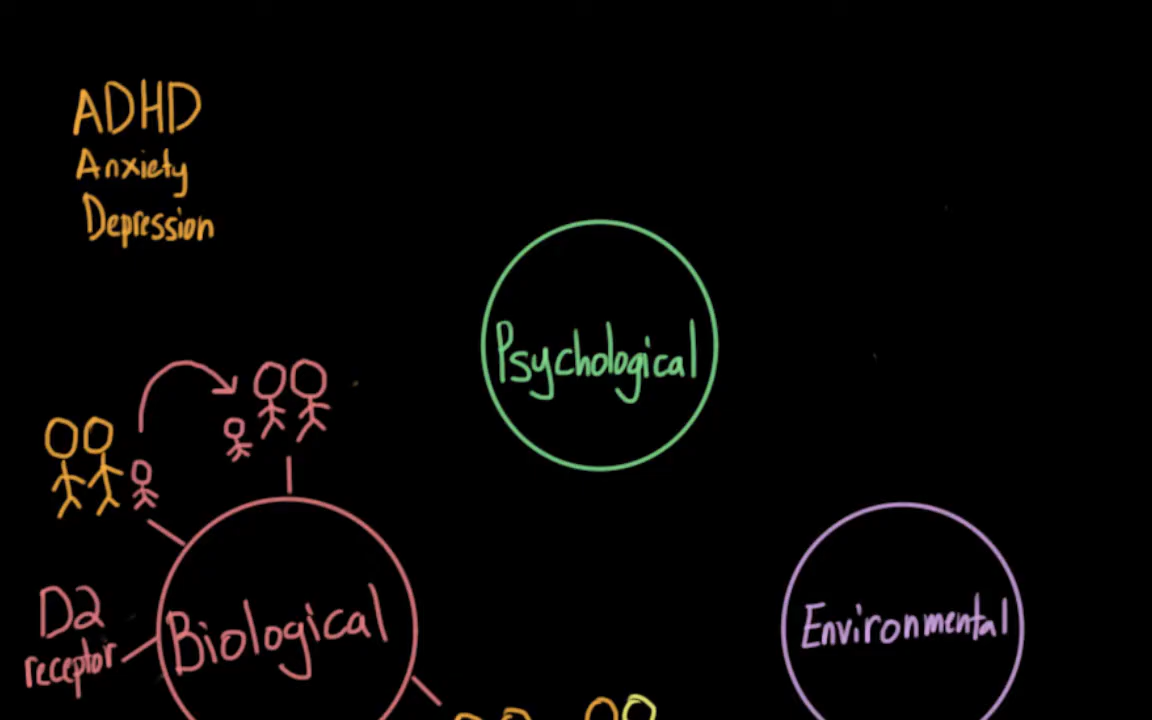 ADHD
Anxiety
Depression
Psychological
D2
receptor
Biological
Environmental